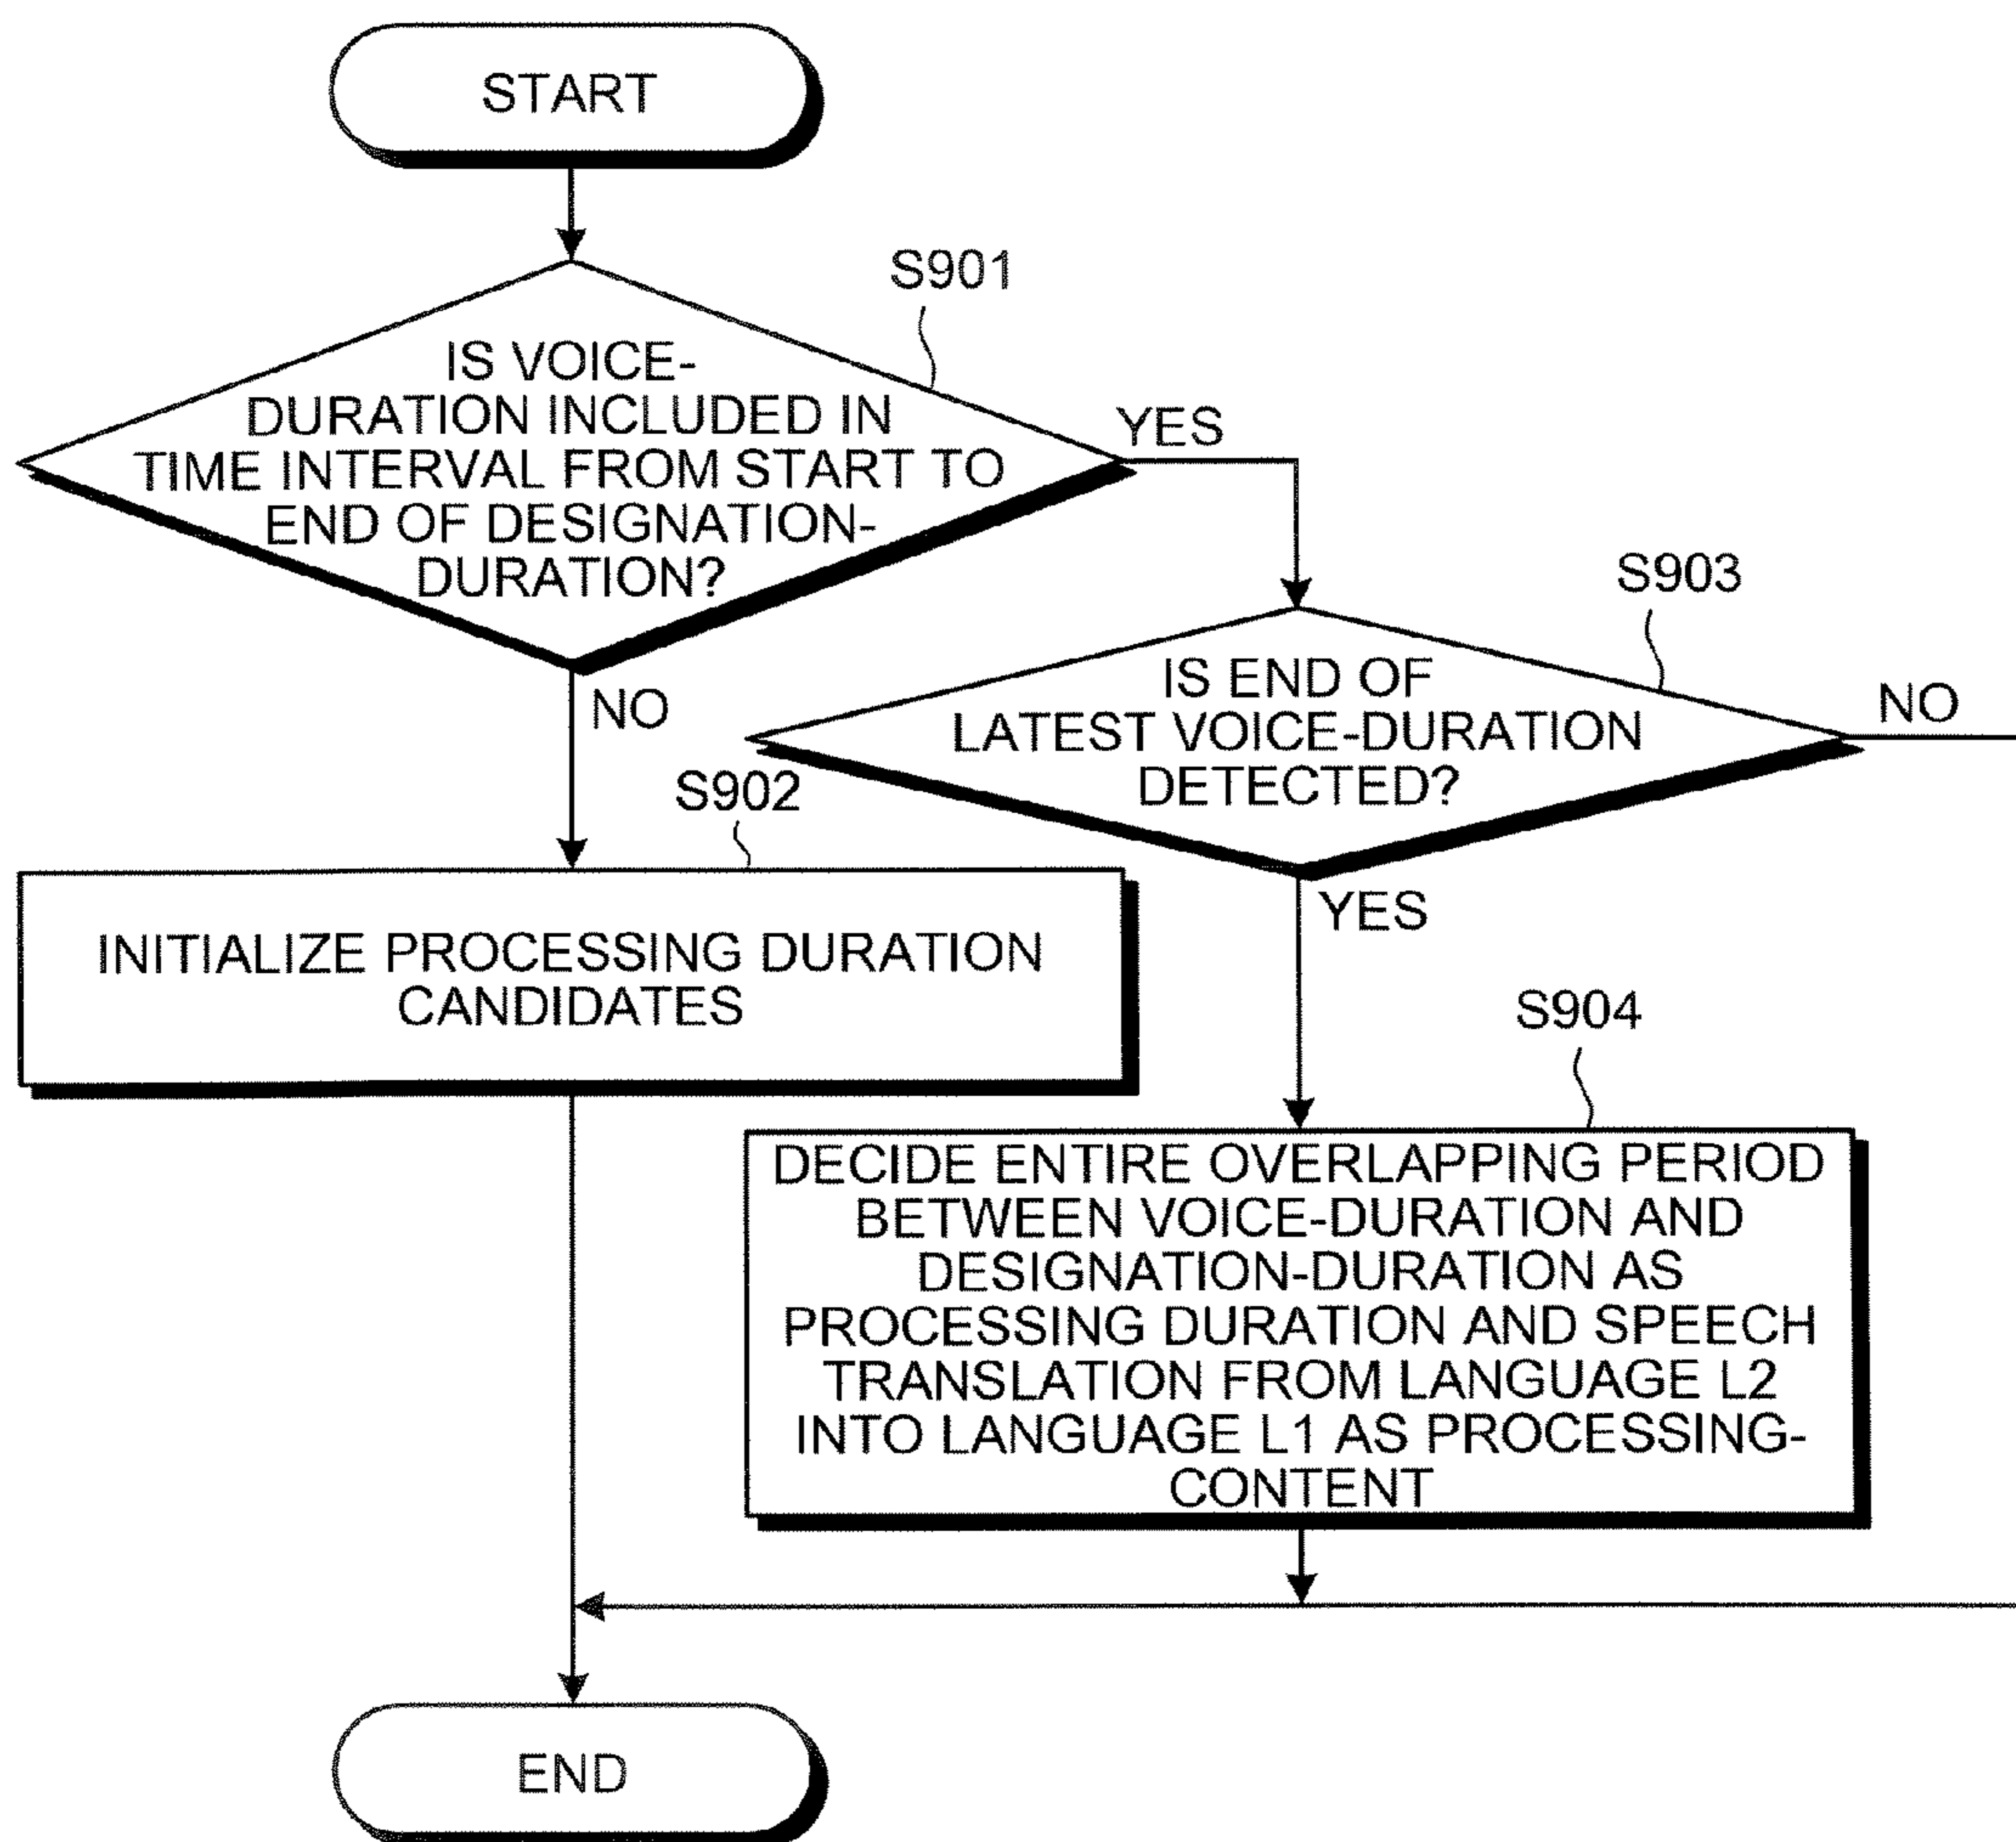 START
S901
IS VOICE-
DURATION INCLUDED IN
TIME INTERVAL FROM START TO
END OF DESIGNATION-
DURATION?
YES
NO
S903
IS END OF
LATEST VOICE-DURATION
DETECTED?
NO
YES
S902
INITIALIZE PROCESSING DURATION
CANDIDATES
S904
DECIDE ENTIRE OVERLAPPING PERIOD
BETWEEN VOICE-DURATION AND
DESIGNATION-DURATION AS
PROCESSING DURATION AND SPEECH
TRANSLATION FROM LANGUAGE L2
INTO LANGUAGE L1 AS PROCESSING-
CONTENT
END